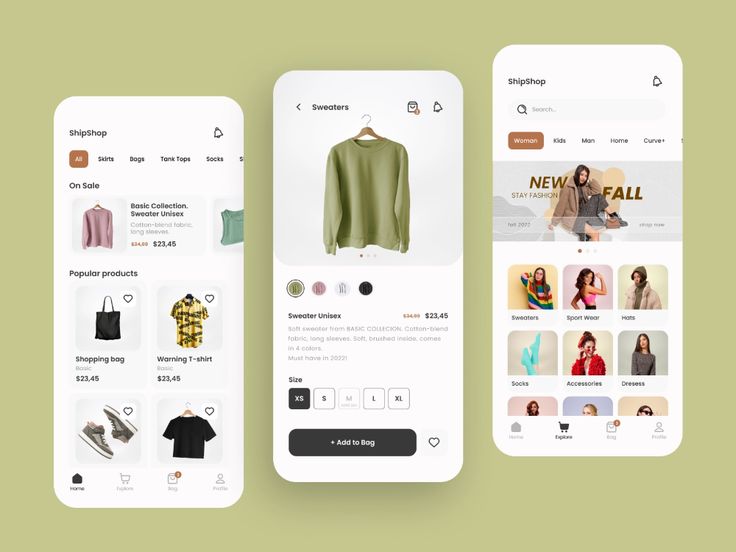 ShipShop
All Skirts Bags Tank Tops Socks
On Sale
Basic Collection.
Sweater Unisex
Cotton-blend fabric,
long sleeves.
$34,99 $23,45
Popular products
Shopping bag
Basic
$23,45
Warning T-shirt
Basic
$23,45
Home Explore Bag Profile
Sweaters
Sweater Unisex $34,99 $23,45
Soft sweater from BASIC COLLECION. Cotton-blend
fabric, long sleeves. Soft, brushed inside. comes
in 4 colors.
Must have in 2022!
Size
XS S M L XL
+ Add to Bag
ShipShop
Search...
Woman Kids Man Home Curve+
NEW
STAY FASHION
FALL
fall 2022 shop now
Sweaters Sport Wear Hats
Socks Accessories Dresess
Home Explore Bag Profile